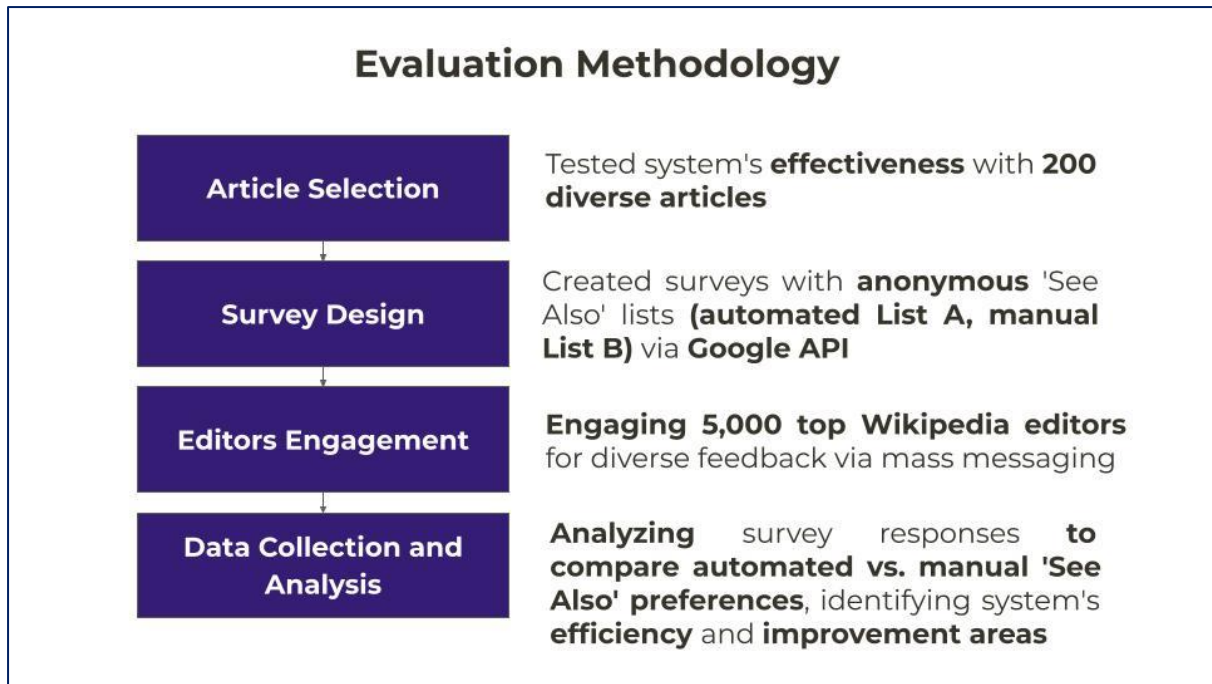 Evaluation Methodology
Article Selection
Tested system's effectiveness with 200
diverse articles
Survey Design
Created surveys with anonymous 'See
Also' lists (automated List A, manual
List B) via Google API
Editors Engagement
Engaging 5,000 top Wikipedia editors
for diverse feedback via mass messaging
Data Collection and
Analysis
Analyzing survey responses to
compare automated vs. manual 'See
Also' preferences, identifying system's
efficiency and improvement areas